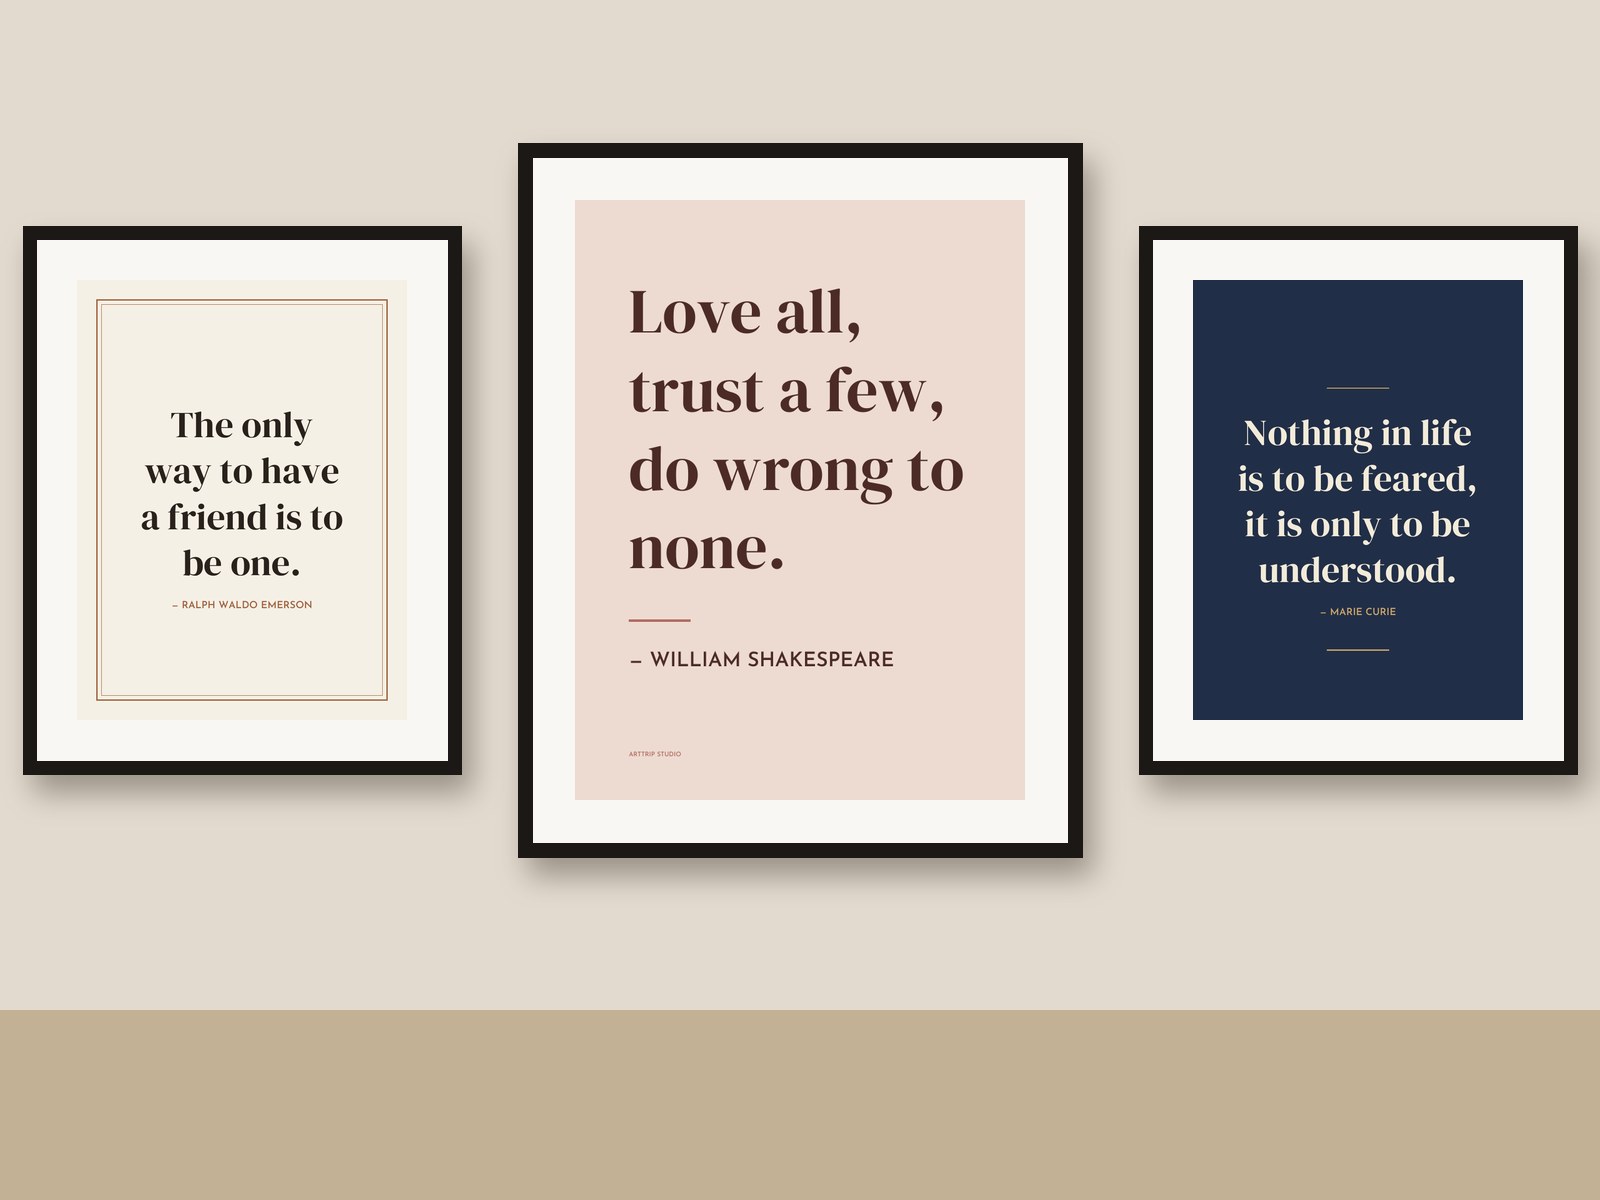 The only
way to have
a friend is to
be one.
– RALPH WALDO EMERSON
Love all,
trust a few,
do wrong to
none.
– WILLIAM SHAKESPEARE
ARTTRIP STUDIO
Nothing in life
is to be feared,
it is only to be
understood.
– MARIE CURIE